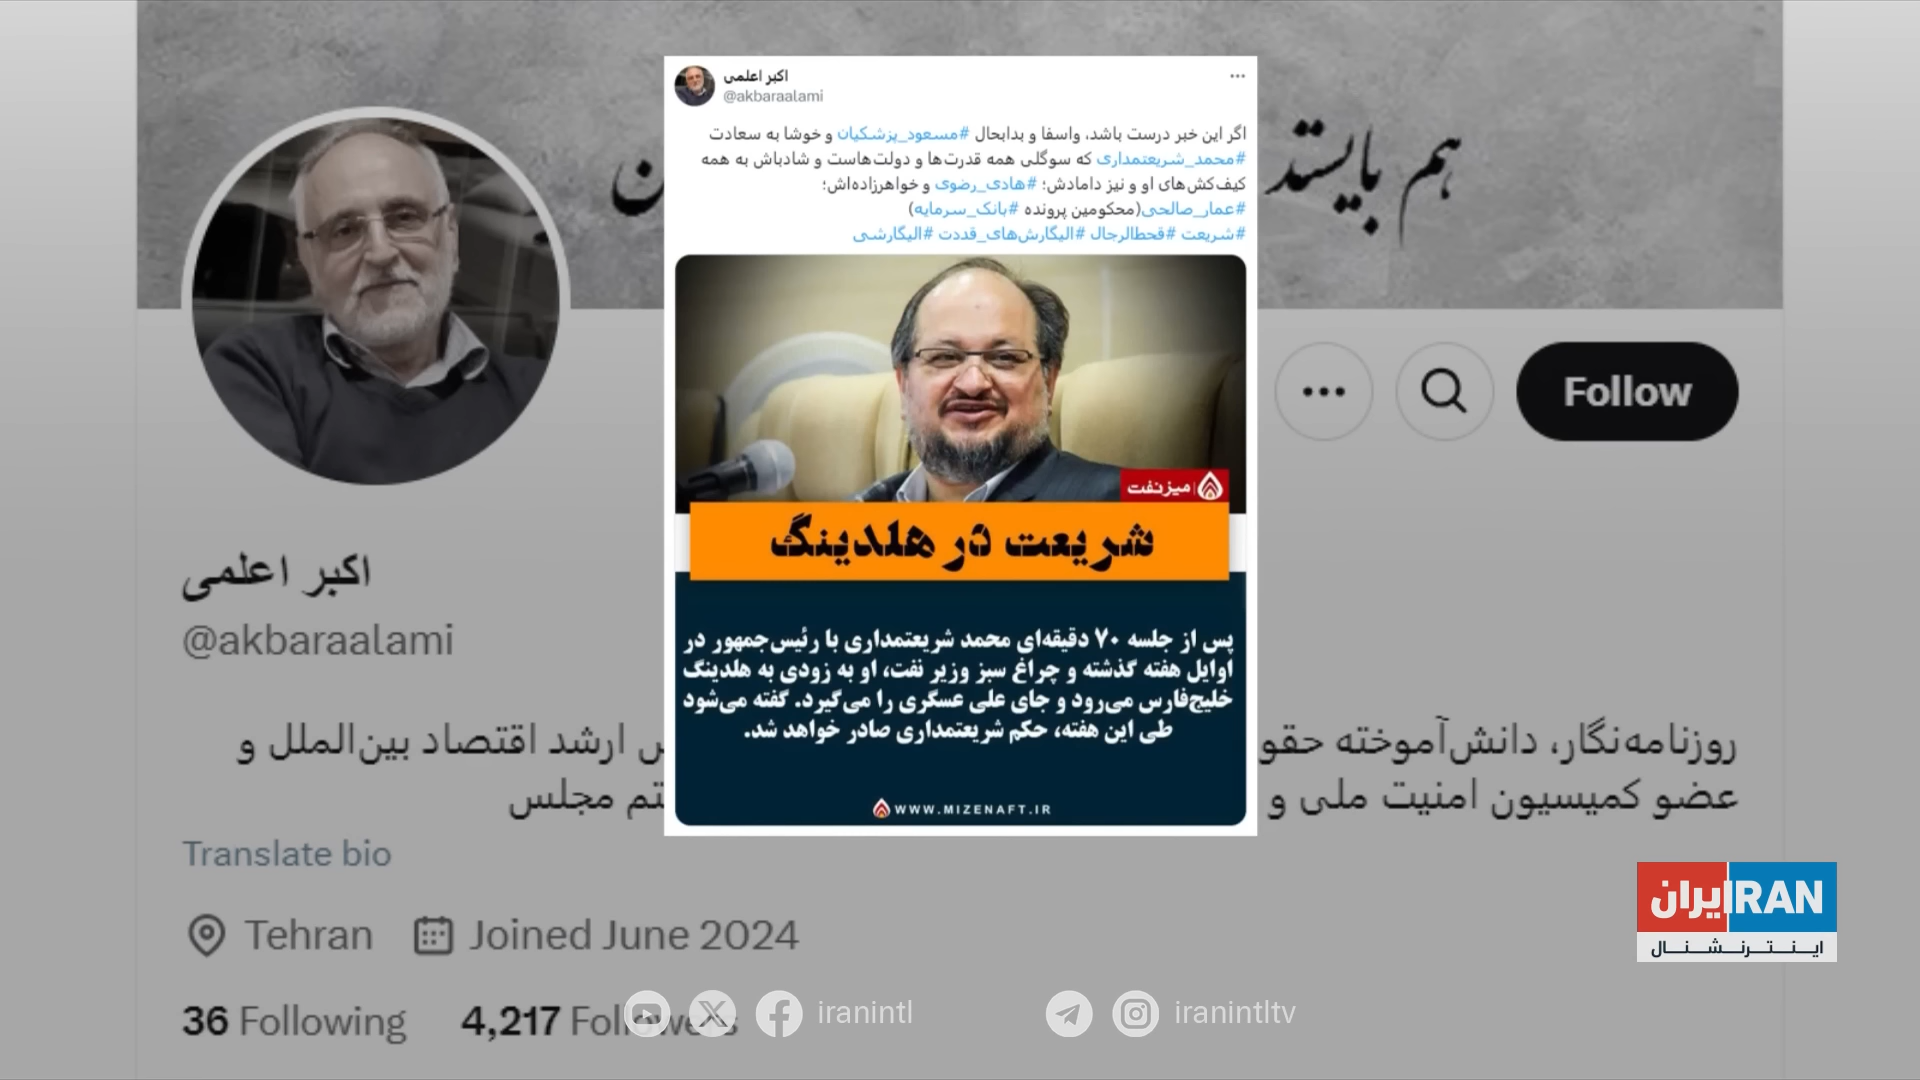 اکبر اعلمی
@akbaraalami
اگر این خبر درست باشد، واسفا و بدابحال #مسعود_پزشکیان و خوشا به سعادت
#محمد_شریعتمداری که سوگلی همه قدرت‌ها و دولت‌هاست و شادباش به همه
کیف‌کش‌های او و نیز دامادش؛ #هادی_رضوی و خواهرزاده‌اش؛
#عمار_صالحی(محکومین پرونده #بانک_سرمایه)
#شریعت #قحطالرجال #الیگارش‌های_قددت #الیگارشی
میز نفت
شریعت در هلدینگ
پس از جلسه ۷۰ دقیقه‌ای محمد شریعتمداری با رئیس‌جمهور در
اوایل هفته گذشته و چراغ سبز وزیر نفت، او به زودی به هلدینگ
خلیج‌فارس می‌رود و جای علی عسگری را می‌گیرد. گفته می‌شود
طی این هفته، حکم شریعتمداری صادر خواهد شد.
WWW.MIZENAFT.IR
هم بایستد
Follow
اکبر اعلمی
@akbaraalami
روزنامه‌نگار، دانش‌آموخته حقو س ارشد اقتصاد بین‌الملل و
عضو کمیسیون امنیت ملی و تم مجلس
Translate bio
Tehran Joined June 2024
36 Following 4,217 Followers
iranintl iranintltv
ایران IRAN
اینترنشنال